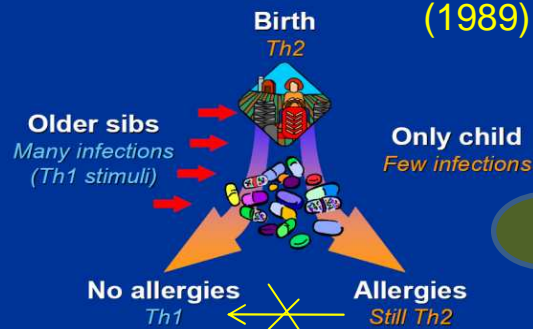 (1989)
Birth
Th2
Older sibs
Many infections
(Th1 stimuli)
Only child
Few infections
No allergies
Th1
Allergies
Still Th2